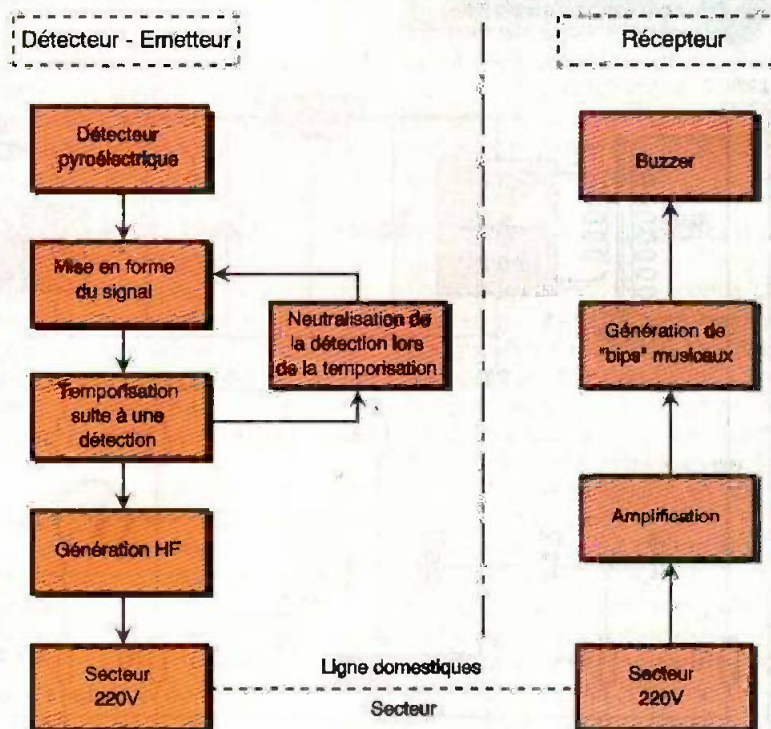 Détecteur - Emetteur
Récepteur
Détecteur
pyroélectrique
Mise en forme
du signal
Neutralisation de
la détection lors
de la temporisation
Temporisation
suite à une
détection
Génération HF
Secteur
220V
Ligne domestiques
Secteur
Buzzer
Génération de
"bips" musicaux
Amplification
Secteur
220V